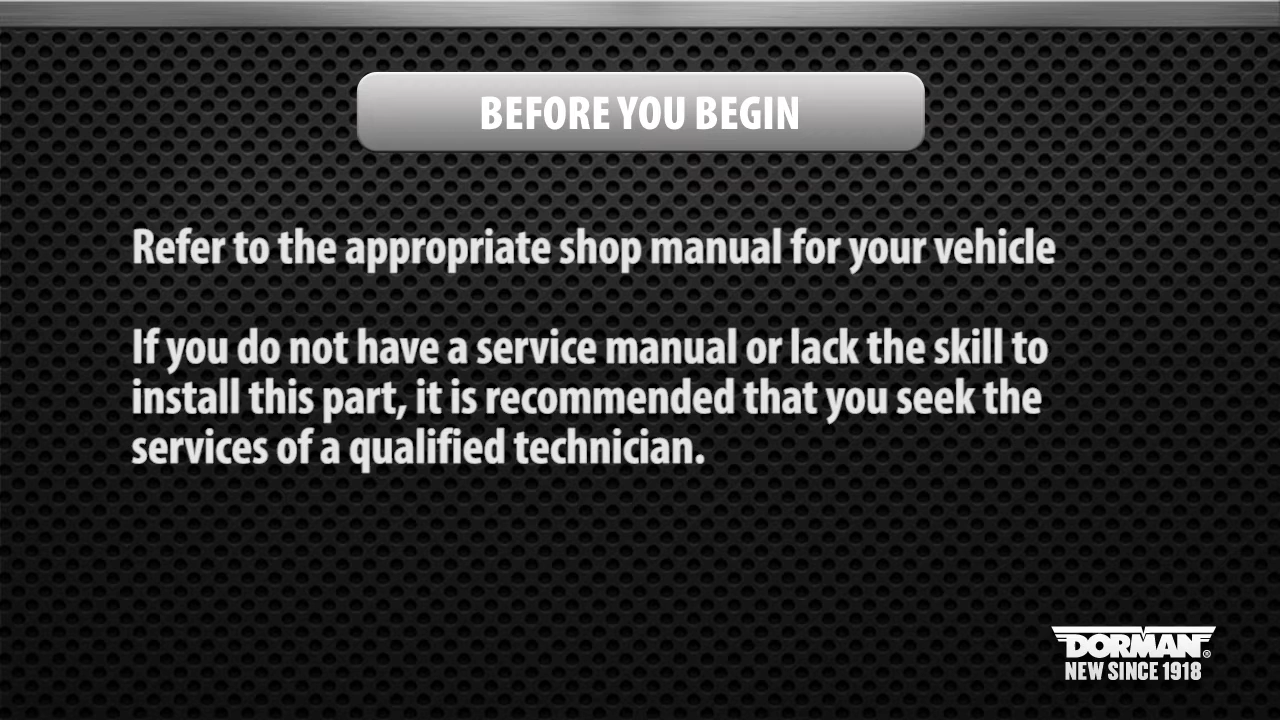 BEFORE YOU BEGIN
Refer to the appropriate shop manual for your vehicle
If you do not have a service manual or lack the skill to
install this part, it is recommended that you seek the
services of a qualified technician.
DORMAN®
NEW SINCE 1918